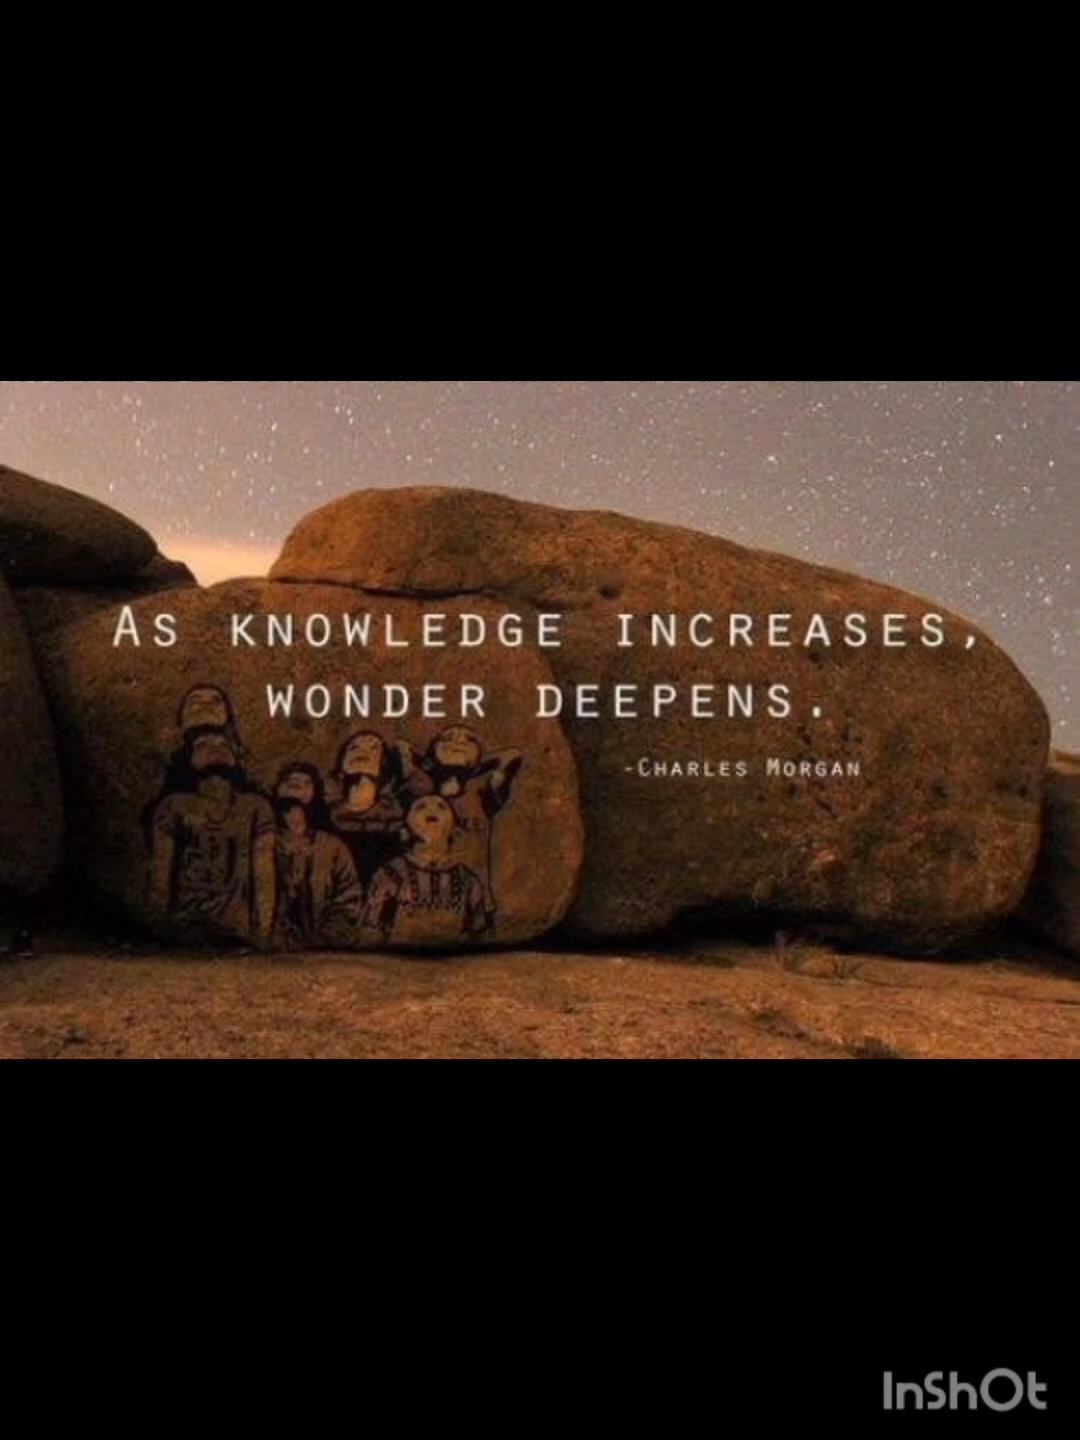 As knowledge increases,
wonder deepens.
-Charles Morgan
InShOt